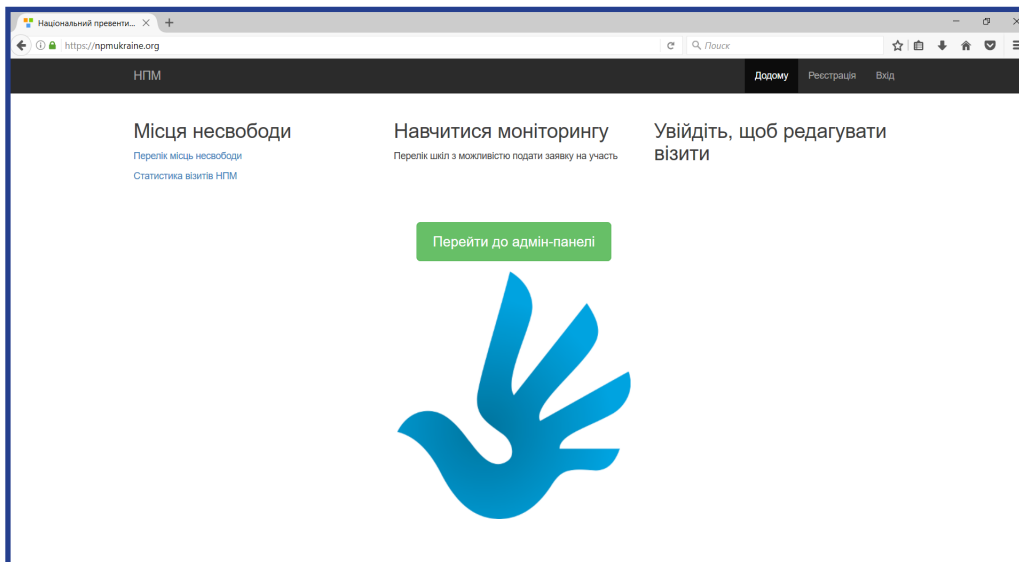 Національний превенти...
https://npmukraine.org
Поиск
НПМ
Додому
Реєстрація
Вхід
Місця несвободи
Перелік місць несвободи
Статистика візитів НПМ
Навчитися моніторингу
Перелік шкіл з можливістю подати заявку на участь
Увійдіть, щоб редагувати
візити
Перейти до адмін-панелі